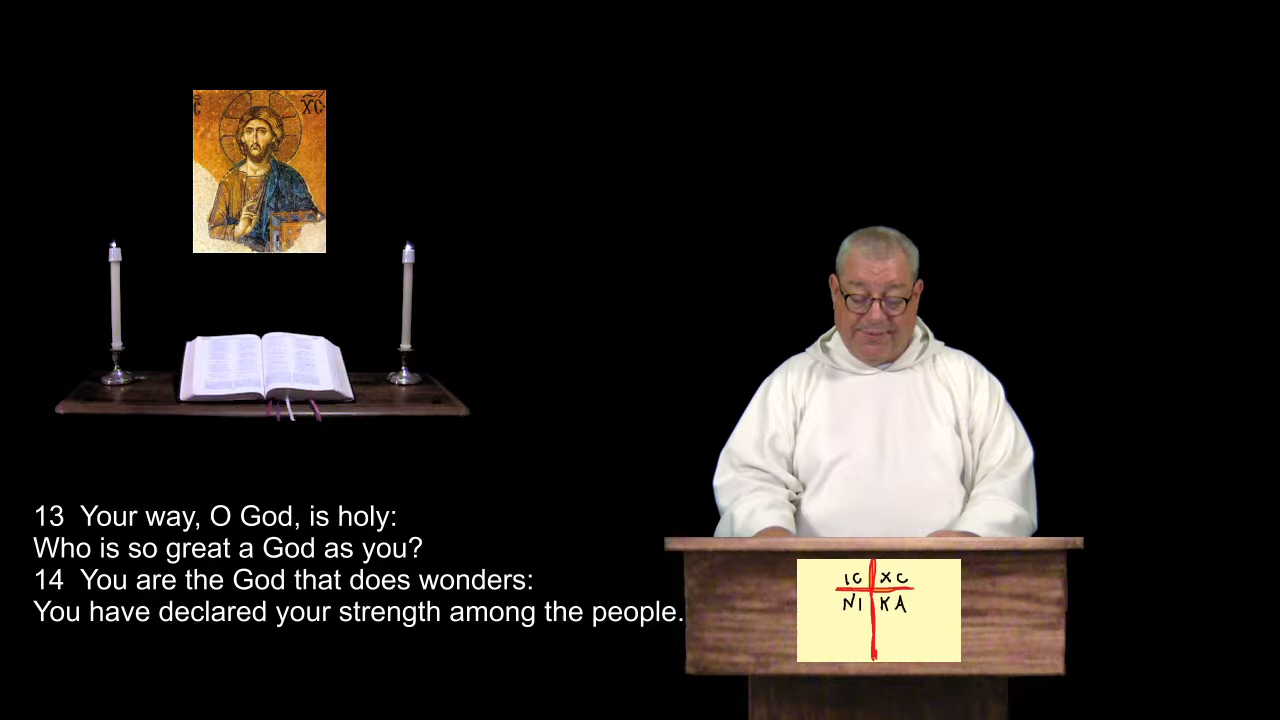 XC
13 Your way, O God, is holy:
Who is so great a God as you?
14 You are the God that does wonders:
You have declared your strength among the people.
IC XC
NI KA